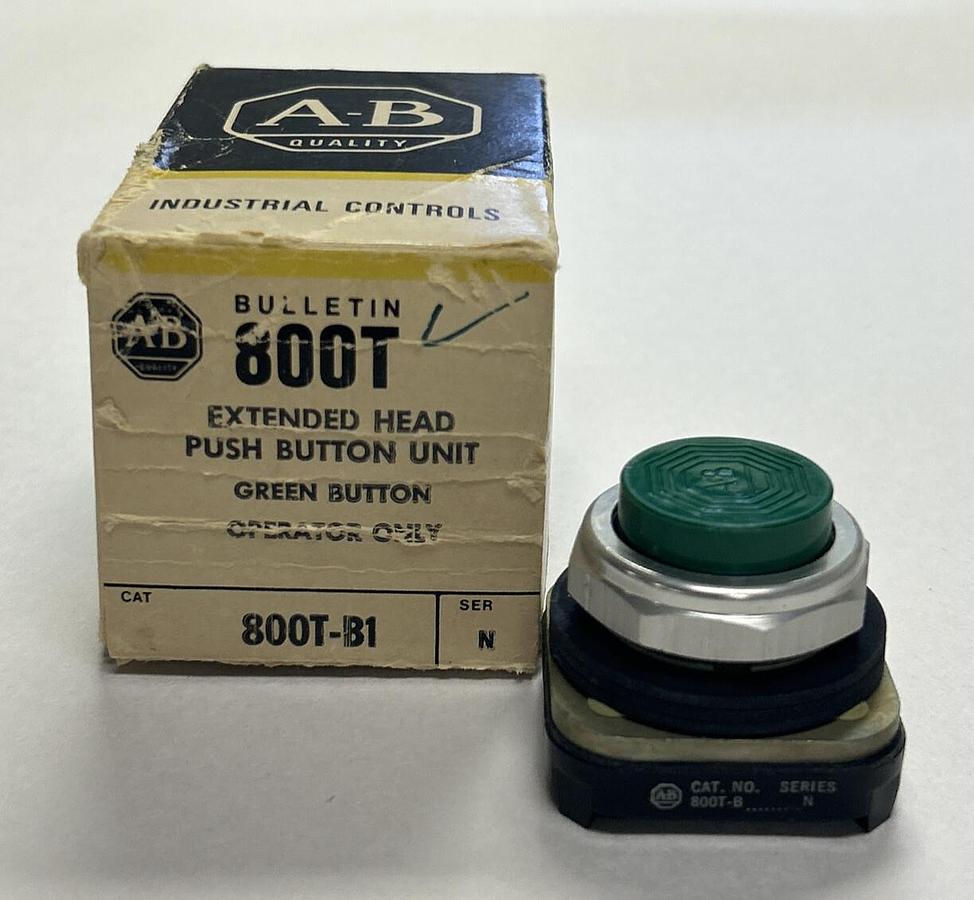 A-B
QUALITY
INDUSTRIAL CONTROLS
BULLETIN
A-B
QUALITY
800T
EXTENDED HEAD
PUSH BUTTON UNIT
GREEN BUTTON
OPERATOR ONLY
CAT
SER
800T-B1
N
AB
CAT. NO. SERIES
800T-B N